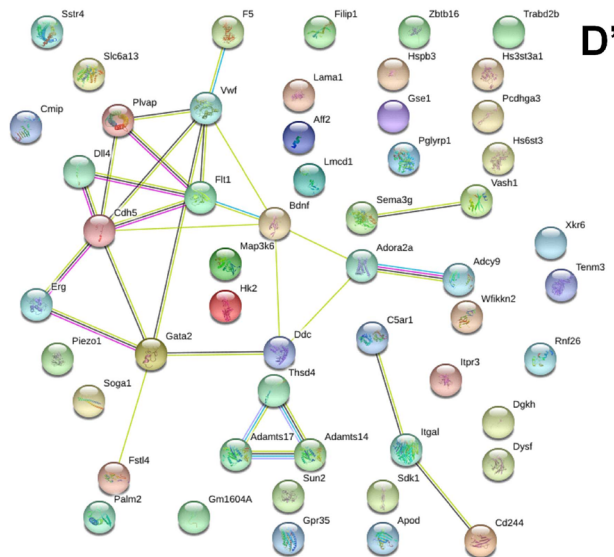 D'
Sstr4
F5
Filip1
Zbtb16
Trabd2b
Slc6a13
Hspb3
Hs3st3a1
Vwf
Lama1
Plvap
Cmip
Gse1
Pcdhga3
Aff2
Dll4
Pglyrp1
Hs6st3
Lmcd1
Flt1
Vash1
Bdnf
Sema3g
Cdh5
Xkr6
Map3k6
Adora2a
Adcy9
Tenm3
Erg
Hk2
Wfikkn2
Gata2
Ddc
C5ar1
Piezo1
Thsd4
Rnf26
Itpr3
Soga1
Dgkh
Adamts17
Adamts14
Itgal
Dysf
Fstl4
Sun2
Sdk1
Palm2
Gm1604A
Gpr35
Apod
Cd244